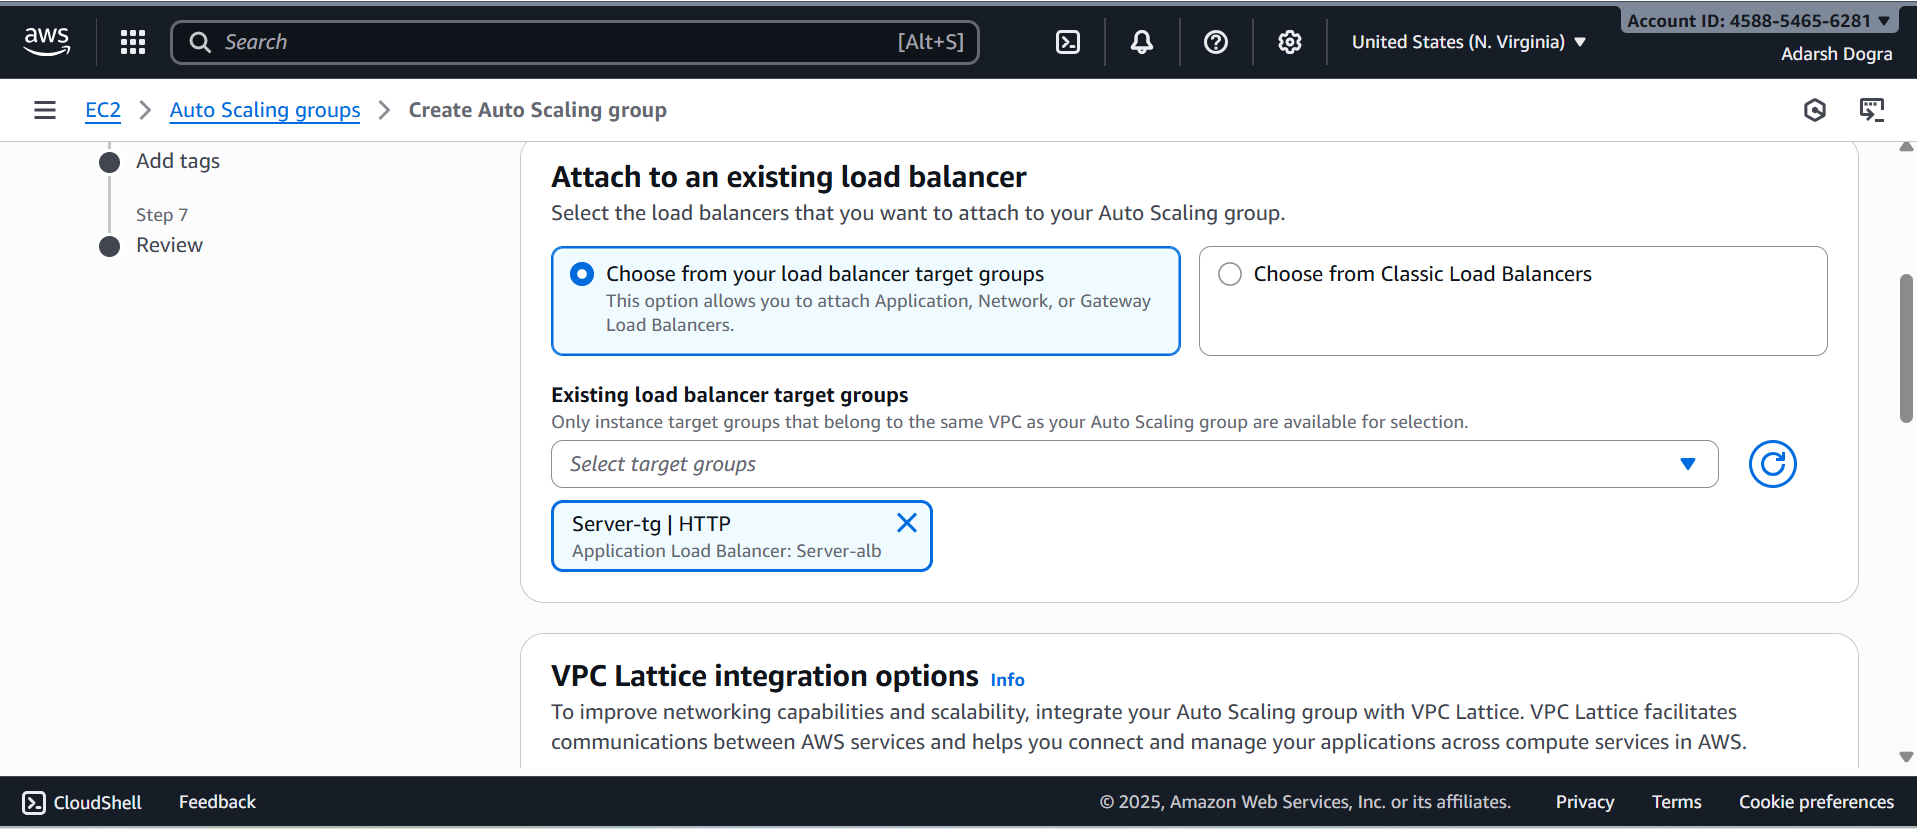 aws
Search
[Alt+S]
United States (N. Virginia)
Account ID: 4588-5465-6281
Adarsh Dogra
EC2
Auto Scaling groups
Create Auto Scaling group
Add tags
Step 7
Review
Attach to an existing load balancer
Select the load balancers that you want to attach to your Auto Scaling group.
Choose from your load balancer target groups
This option allows you to attach Application, Network, or Gateway
Load Balancers.
Choose from Classic Load Balancers
Existing load balancer target groups
Only instance target groups that belong to the same VPC as your Auto Scaling group are available for selection.
Select target groups
Server-tg | HTTP
Application Load Balancer: Server-alb
VPC Lattice integration options Info
To improve networking capabilities and scalability, integrate your Auto Scaling group with VPC Lattice. VPC Lattice facilitates
communications between AWS services and helps you connect and manage your applications across compute services in AWS.
CloudShell
Feedback
© 2025, Amazon Web Services, Inc. or its affiliates.
Privacy
Terms
Cookie preferences